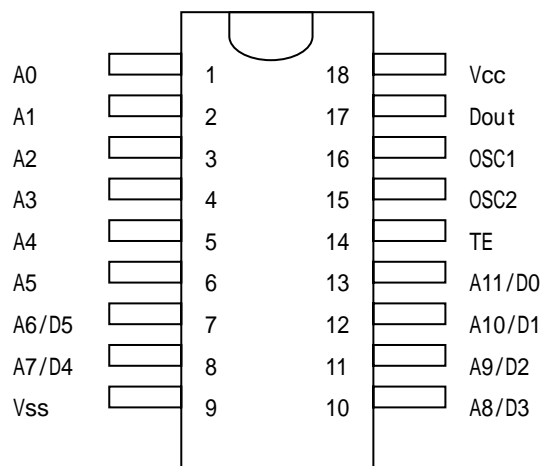 A0 1 18 Vcc
A1 2 17 Dout
A2 3 16 OSC1
A3 4 15 OSC2
A4 5 14 TE
A5 6 13 A11/D0
A6/D5 7 12 A10/D1
A7/D4 8 11 A9/D2
Vss 9 10 A8/D3